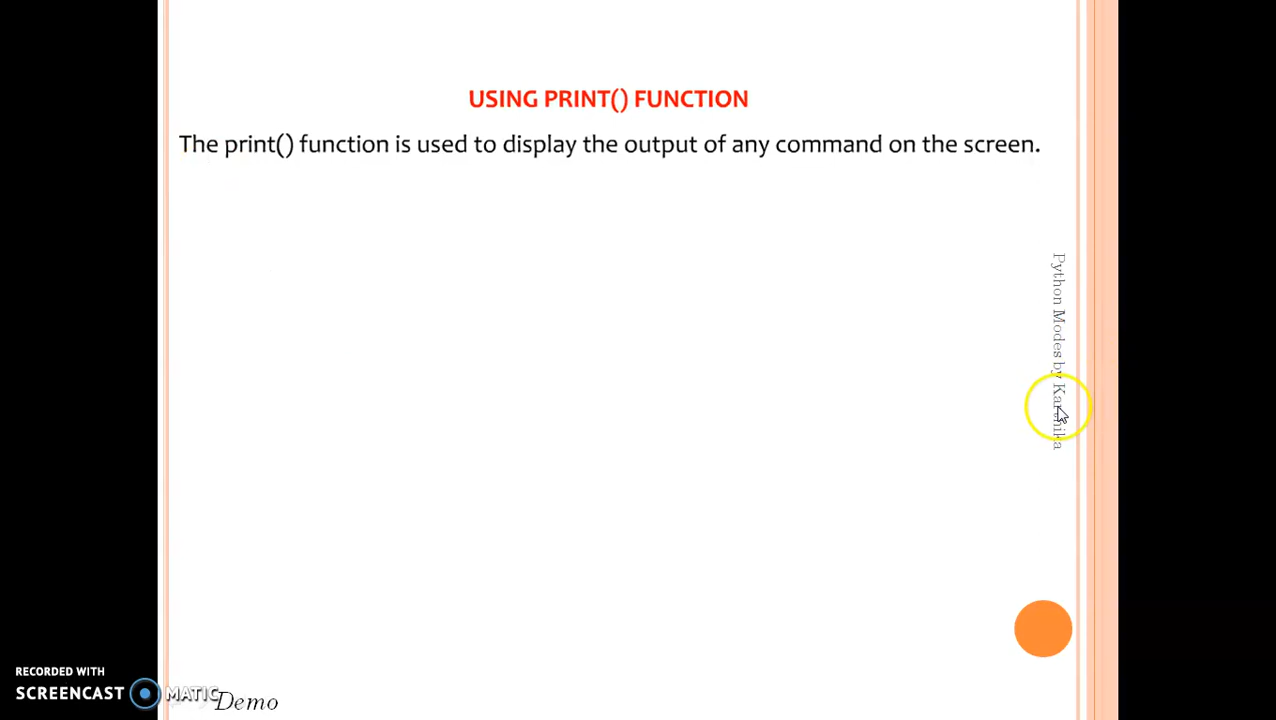 USING PRINT() FUNCTION
The print() function is used to display the output of any command on the screen.
Python Modes by Karthika
RECORDED WITH
SCREENCAST MATIC
Demo